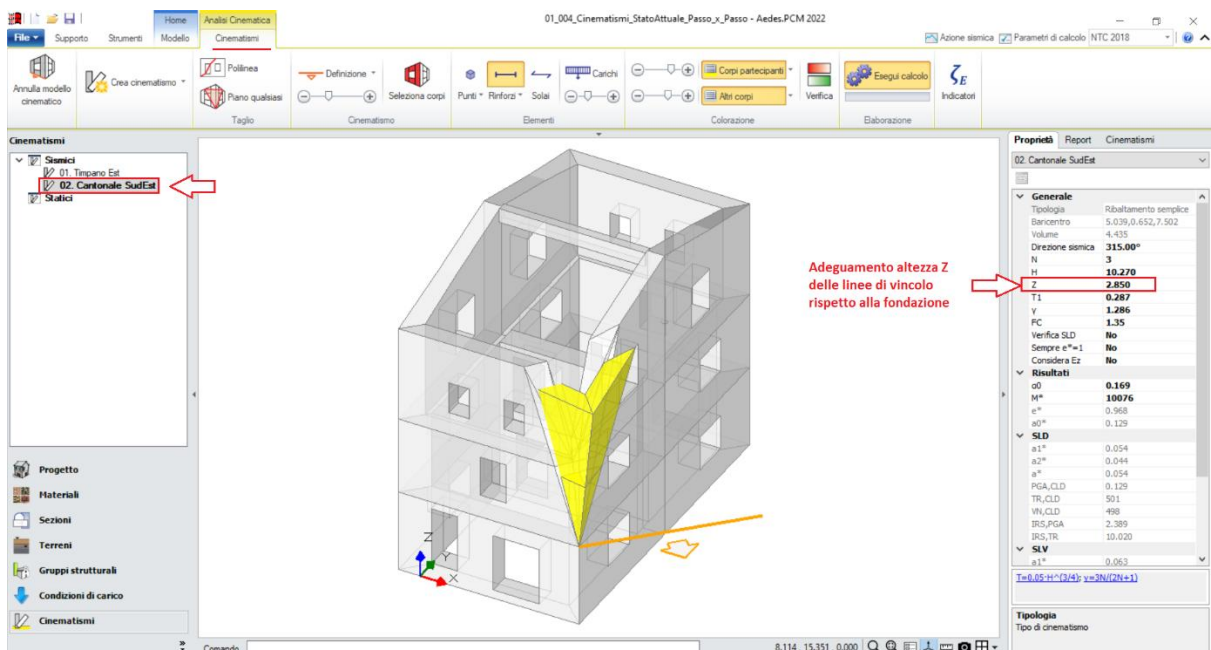 01_004_Cinematismi_StatoAttuale_Passo_x_Passo - Aedes.PCM 2022
Home
Analisi Cinematica
File
Supporto
Strumenti
Modello
Cinematismi
Azione sismica
Parametri di calcolo
NTC 2018
Annulla modello
cinematico
Crea cinematismo
Polilinea
Piano qualsiasi
Taglio
Definizione
Seleziona corpi
Cinematismo
Punti
Rinforzi
Solai
Carichi
Elementi
Corpi partecipanti
Altri corpi
Colorazione
Verifica
Esegui calcolo
Elaborazione
ζE
Indicatori
Cinematismi
Sismici
01. Timpano Est
02. Cantonale SudEst
Statici
Progetto
Materiali
Sezioni
Terreni
Gruppi strutturali
Condizioni di carico
Cinematismi
Z
Y
X
Adeguamento altezza Z
delle linee di vincolo
rispetto alla fondazione
Comando
8.114 15.351 0.000
Proprietà Report Cinematismi
02. Cantonale SudEst
Generale
Tipologia Ribaltamento semplice
Baricentro 5.039,0.652,7.502
Volume 4.435
Direzione sismica 315.00°
N 3
H 10.270
Z 2.850
T1 0.287
γ 1.286
FC 1.35
Verifica SLD No
Sempre e*=1 No
Considera Ez No
Risultati
α0 0.169
M* 10076
e* 0.968
a0* 0.129
SLD
a1* 0.054
a2* 0.044
a* 0.054
PGA,CLD 0.129
TR,CLD 501
VN,CLD 498
IRS,PGA 2.389
IRS,TR 10.020
SLV
a1* 0.063
T=0.05·H^(3/4); γ=3N/(2N+1)
Tipologia
Tipo di cinematismo